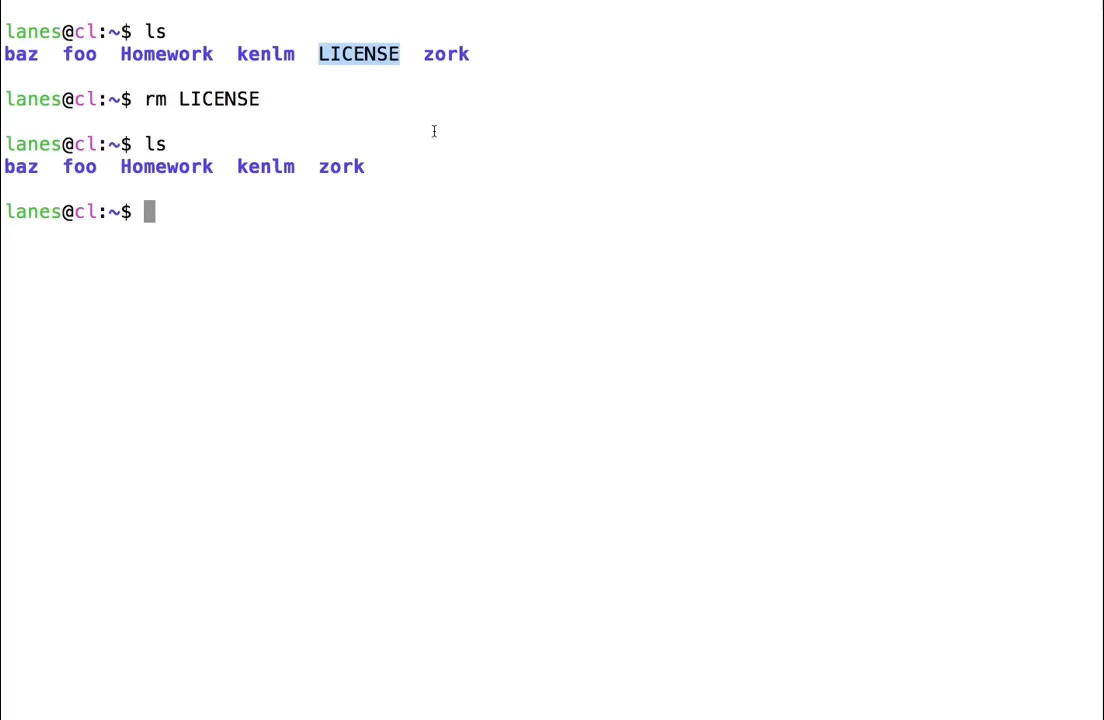 lanes@cl:~$ ls
baz foo Homework kenlm LICENSE zork
lanes@cl:~$ rm LICENSE
lanes@cl:~$ ls
baz foo Homework kenlm zork
lanes@cl:~$